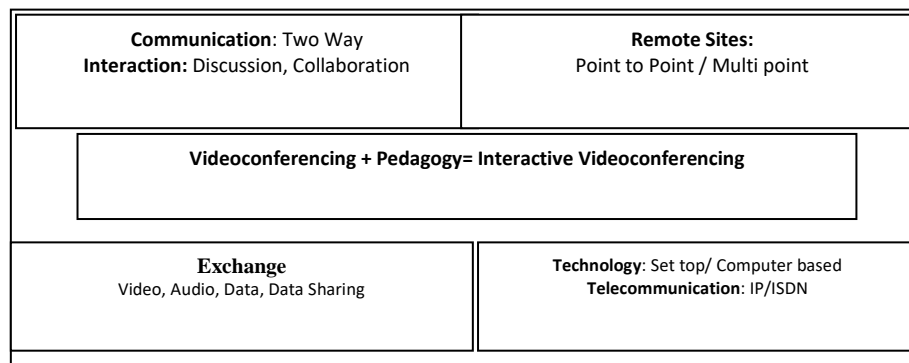 Communication: Two Way
Interaction: Discussion, Collaboration
Remote Sites:
Point to Point / Multi point
Videoconferencing + Pedagogy= Interactive Videoconferencing
Exchange
Video, Audio, Data, Data Sharing
Technology: Set top/ Computer based
Telecommunication: IP/ISDN